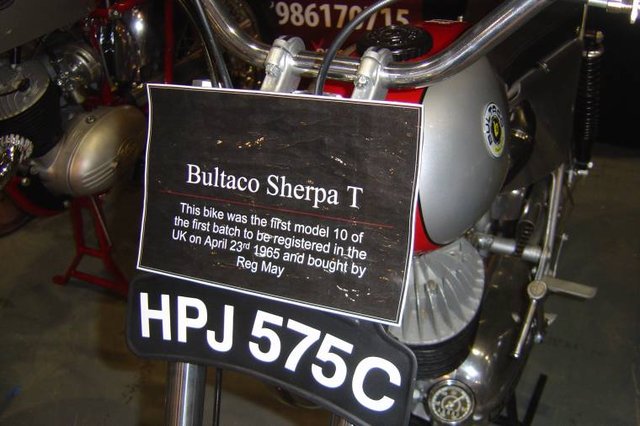 986170715
Bultaco Sherpa T
This bike was the first model 10 of
the first batch to be registered in the
UK on April 23rd 1965 and bought by
Reg May
HPJ 575C